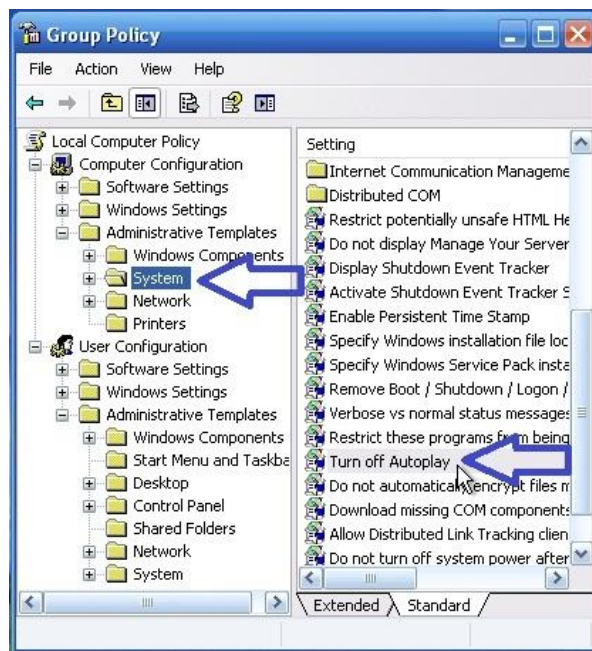 Group Policy
File Action View Help
Local Computer Policy
Computer Configuration
Software Settings
Windows Settings
Administrative Templates
Windows Components
System
Network
Printers
User Configuration
Software Settings
Windows Settings
Administrative Templates
Windows Components
Start Menu and Taskba
Desktop
Control Panel
Shared Folders
Network
System
Setting
Internet Communication Manageme
Distributed COM
Restrict potentially unsafe HTML He
Do not display Manage Your Server
Display Shutdown Event Tracker
Activate Shutdown Event Tracker S
Enable Persistent Time Stamp
Specify Windows installation file loc
Specify Windows Service Pack insta
Remove Boot / Shutdown / Logon /
Verbose vs normal status messages
Restrict these programs from being
Turn off Autoplay
Do not automatically encrypt files m
Download missing COM components
Allow Distributed Link Tracking clien
Do not turn off system power after
Extended Standard